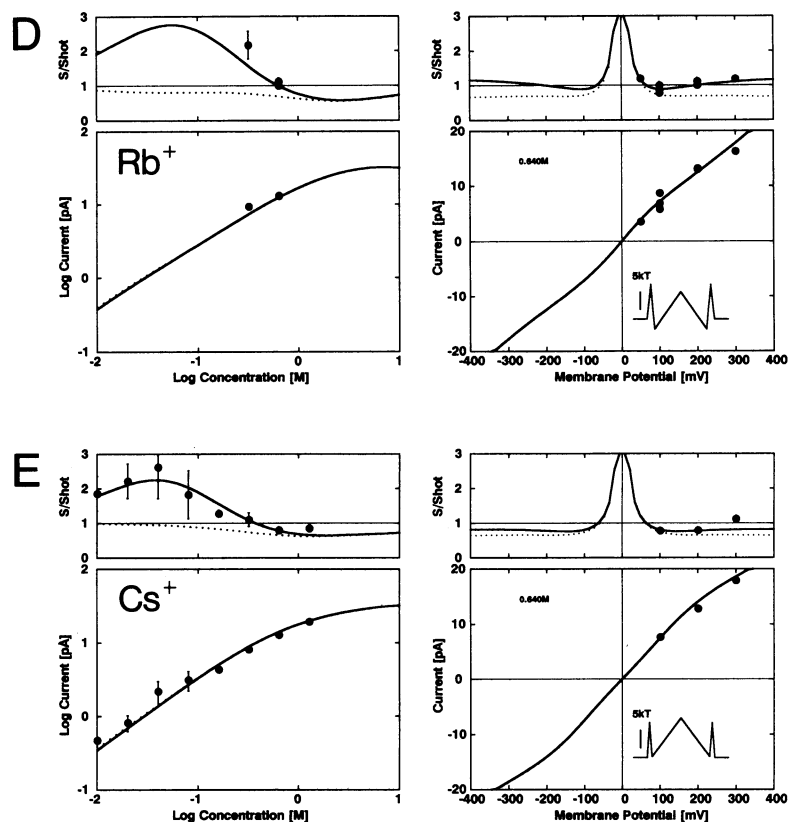 D
S/Shot
3
2
1
0
3
2
1
0
Rb+
Log Current [pA]
2
1
0
-1
-2 -1 0 1
Log Concentration [M]
Current [pA]
20
10
0
-10
-20
0.640M
5kT
-400 -300 -200 -100 0 100 200 300 400
Membrane Potential [mV]
E
S/Shot
3
2
1
0
3
2
1
0
Cs+
Log Current [pA]
2
1
0
-1
-2 -1 0 1
Log Concentration [M]
Current [pA]
20
10
0
-10
-20
0.640M
5kT
-400 -300 -200 -100 0 100 200 300 400
Membrane Potential [mV]